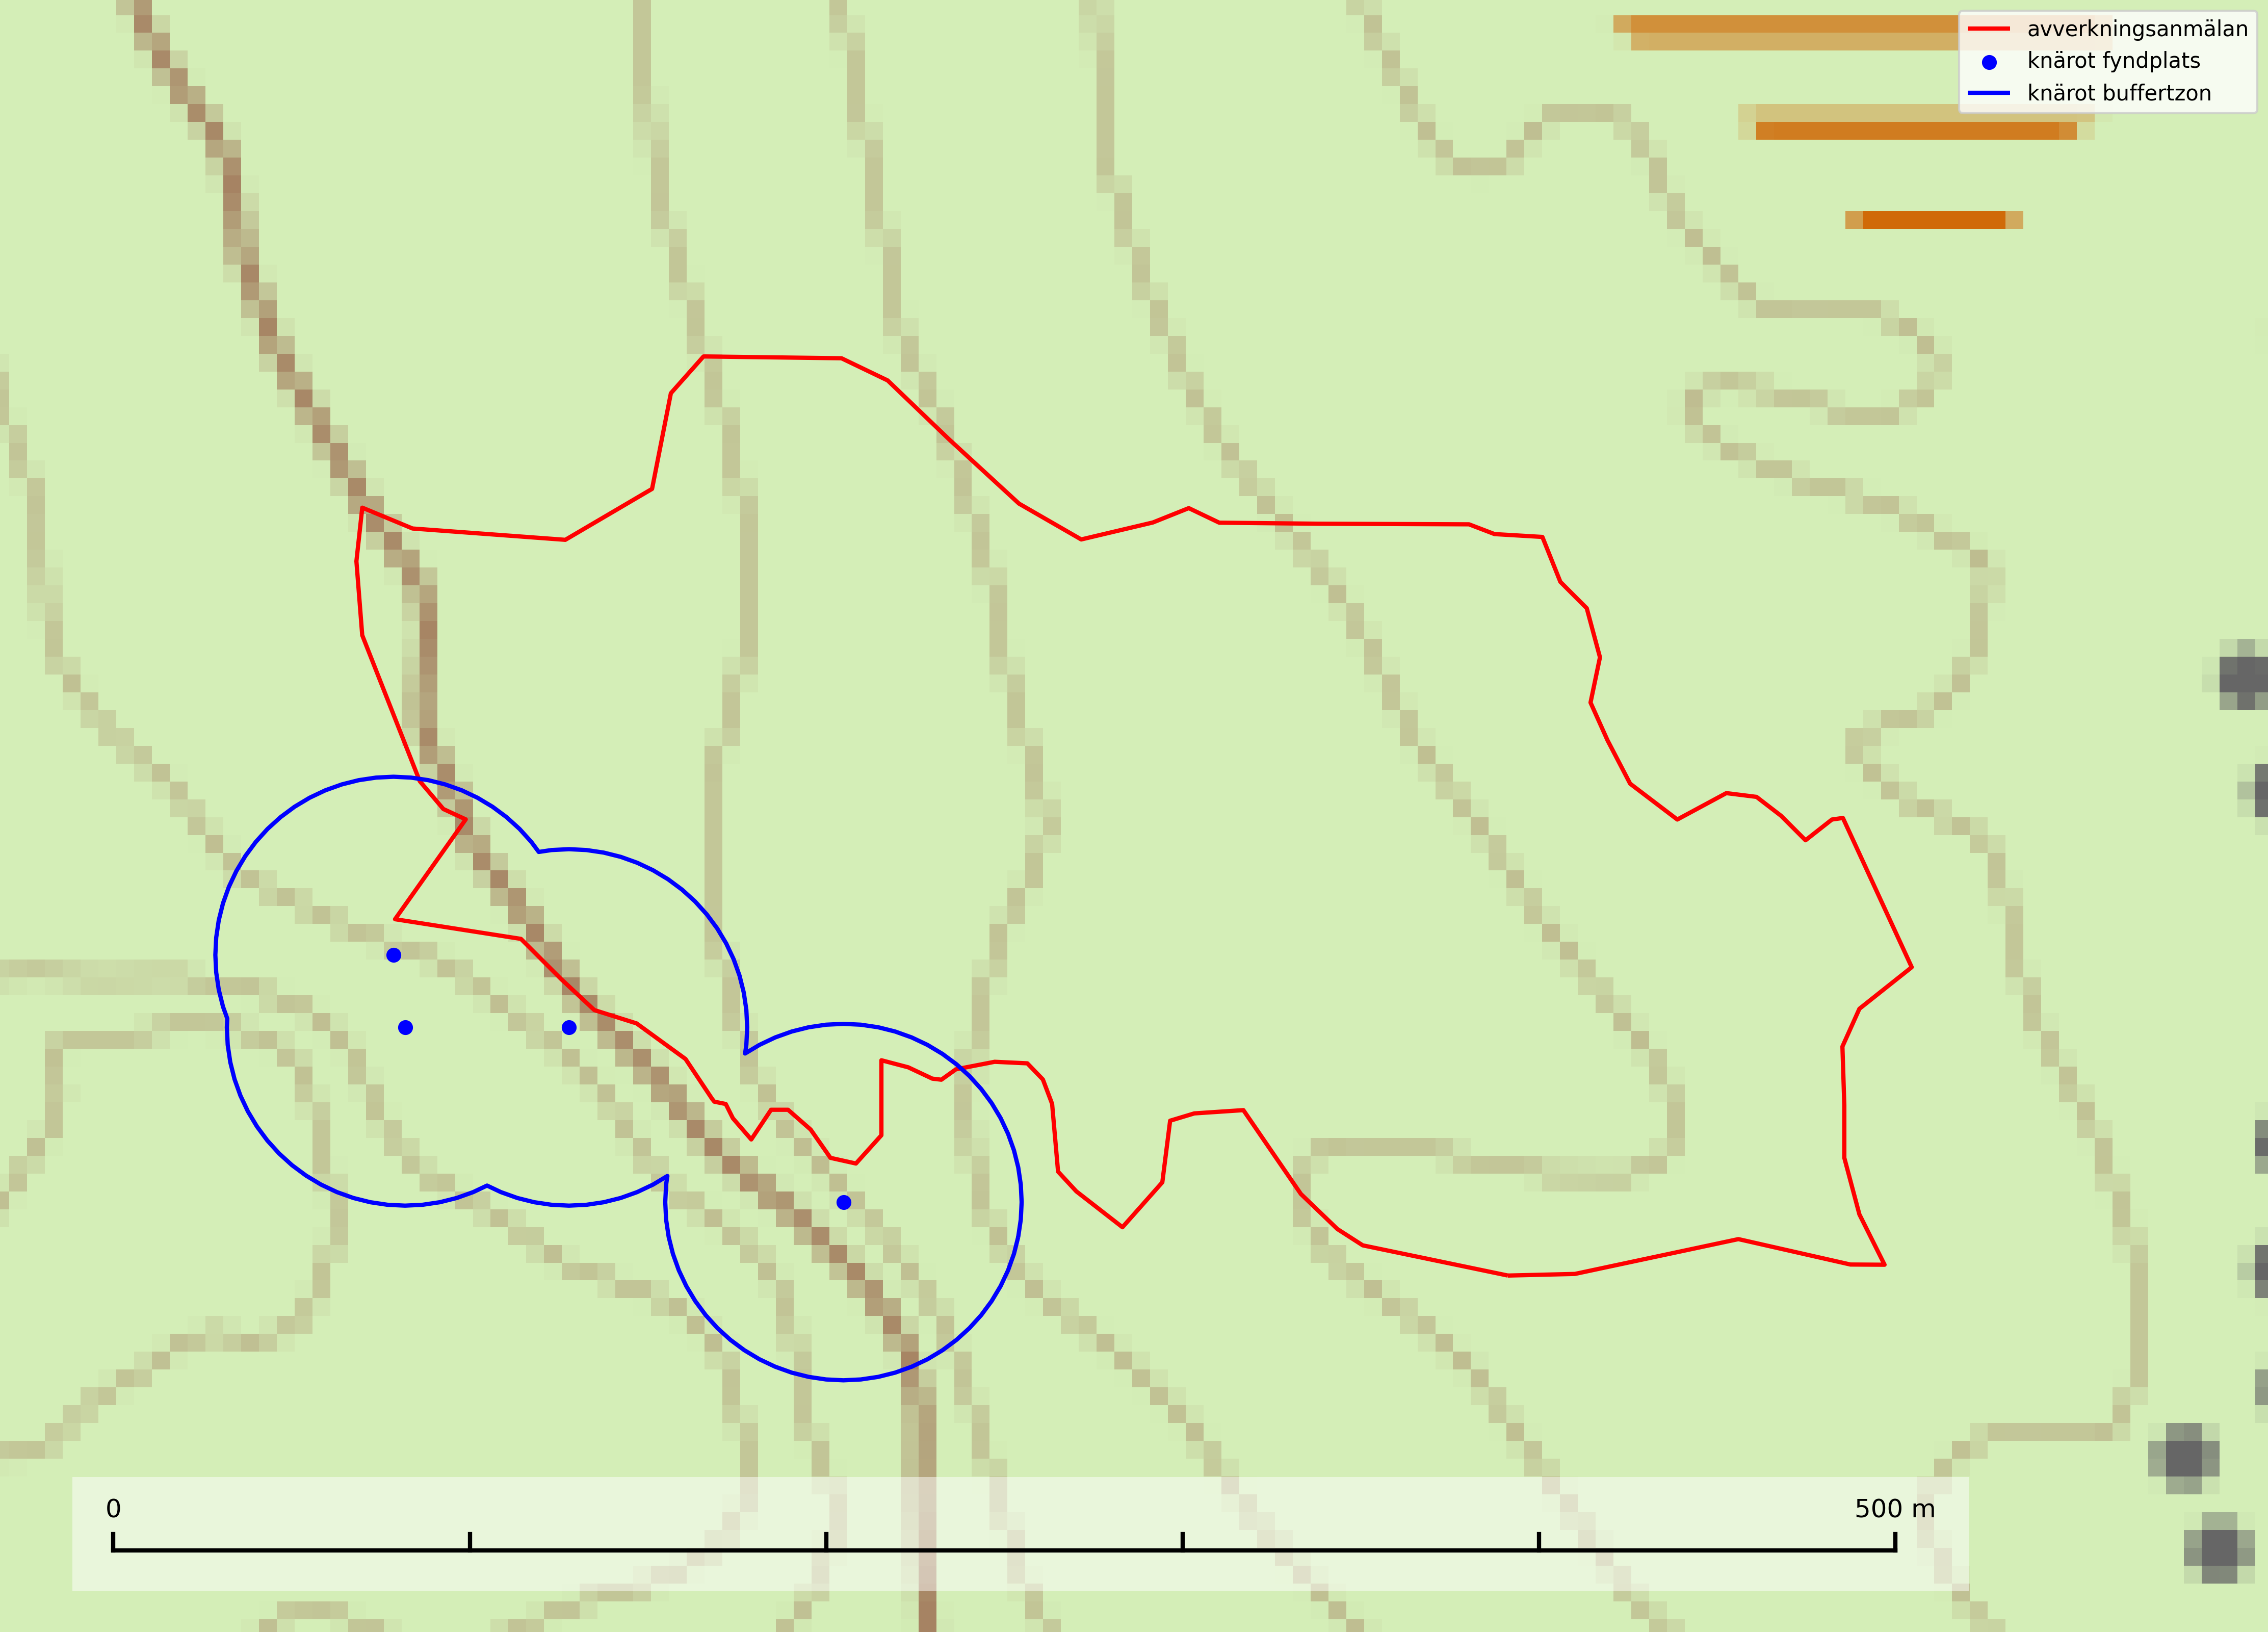 avverkningsanmälan
knärot fyndplats
knärot buffertzon
0
500 m